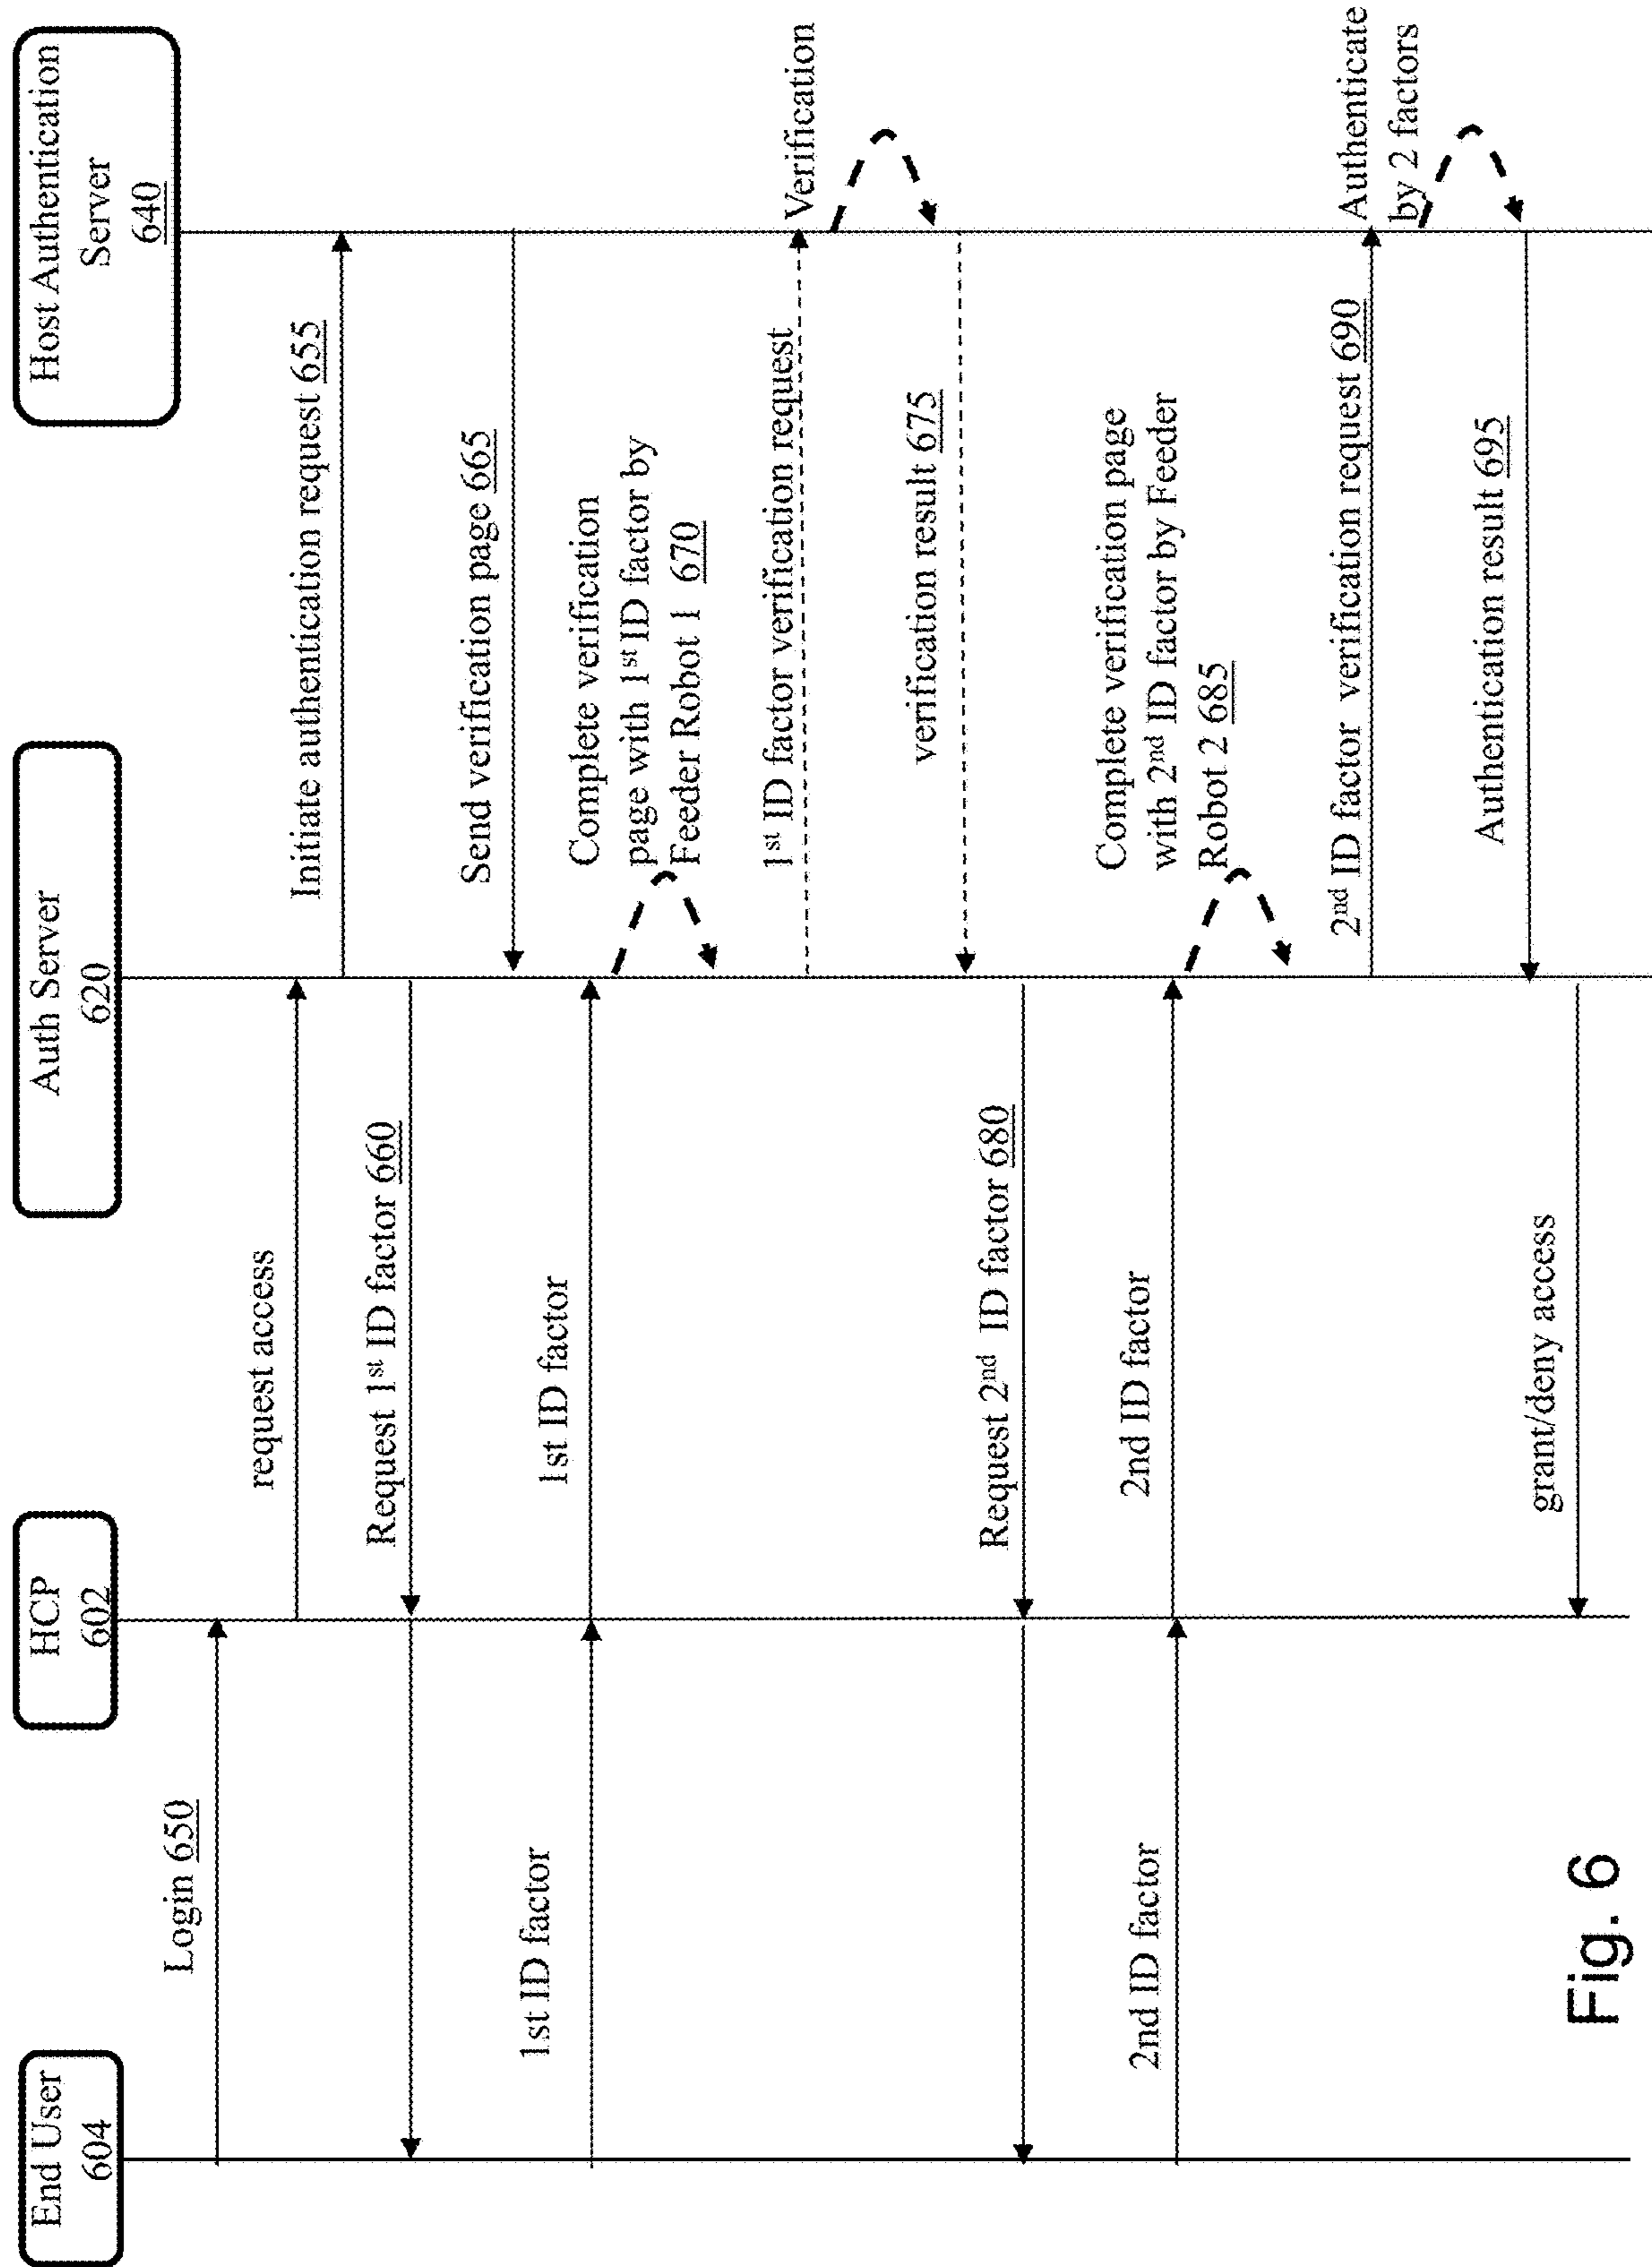 End User
604
HCP
602
Auth Server
620
Host Authentication
Server
640
Login 650
request access
Initiate authentication request 655
Request 1st ID factor 660
Send verification page 665
1st ID factor
1st ID factor
Complete verification
page with 1st ID factor by
Feeder Robot 1 670
1st ID factor verification request
Verification
verification result 675
Request 2nd ID factor 680
2nd ID factor
2nd ID factor
Complete verification page
with 2nd ID factor by Feeder
Robot 2 685
2nd ID factor verification request 690
Authenticate
by 2 factors
Authentication result 695
grant/deny access
Fig. 6